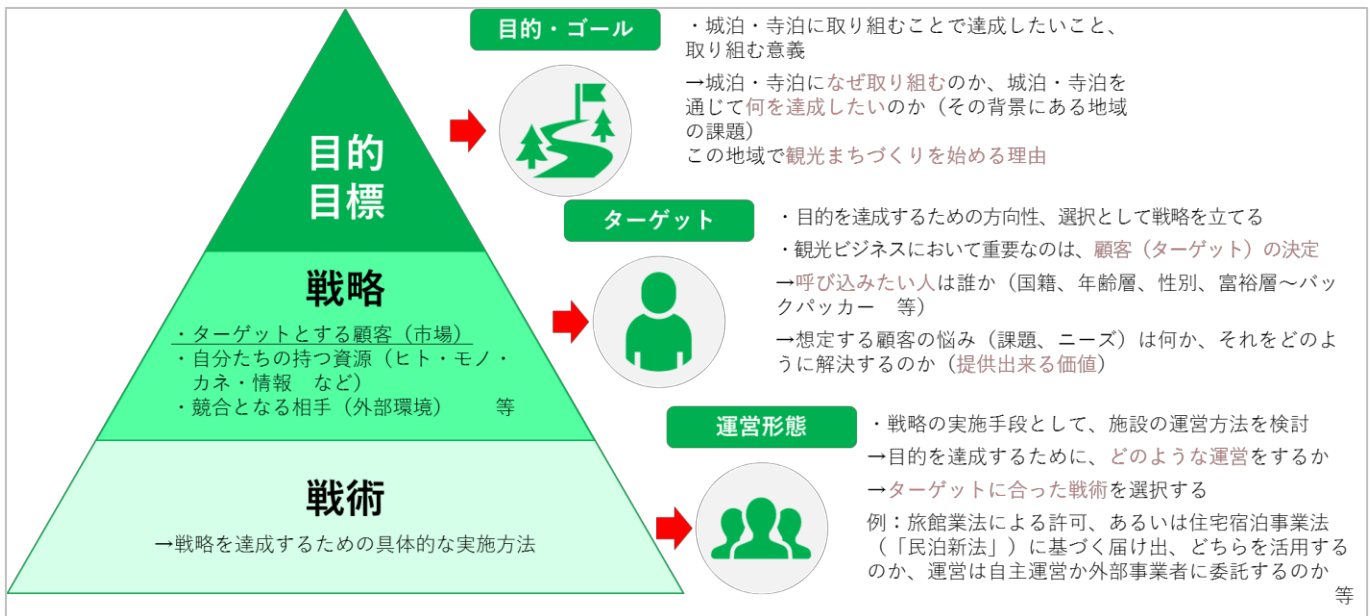 目的・ゴール
・城泊・寺泊に取り組むことで達成したいこと、
取り組む意義
→城泊・寺泊になぜ取り組むのか、城泊・寺泊を
通じて何を達成したいのか（その背景にある地域
の課題）
この地域で観光まちづくりを始める理由
目的
目標
ターゲット
・目的を達成するための方向性、選択として戦略を立てる
・観光ビジネスにおいて重要なのは、顧客（ターゲット）の決定
→呼び込みたい人は誰か（国籍、年齢層、性別、富裕層～バッ
クパッカー　等）
→想定する顧客の悩み（課題、ニーズ）は何か、それをどのよ
うに解決するのか（提供出来る価値）
戦略
・ターゲットとする顧客（市場）
・自分たちの持つ資源（ヒト・モノ・
カネ・情報　など）
・競合となる相手（外部環境）　　等
運営形態
・戦略の実施手段として、施設の運営方法を検討
→目的を達成するために、どのような運営をするか
→ターゲットに合った戦術を選択する
例：旅館業法による許可、あるいは住宅宿泊事業法
（「民泊新法」）に基づく届け出、どちらを活用する
のか、運営は自主運営か外部事業者に委託するのか
等
戦術
→戦略を達成するための具体的な実施方法